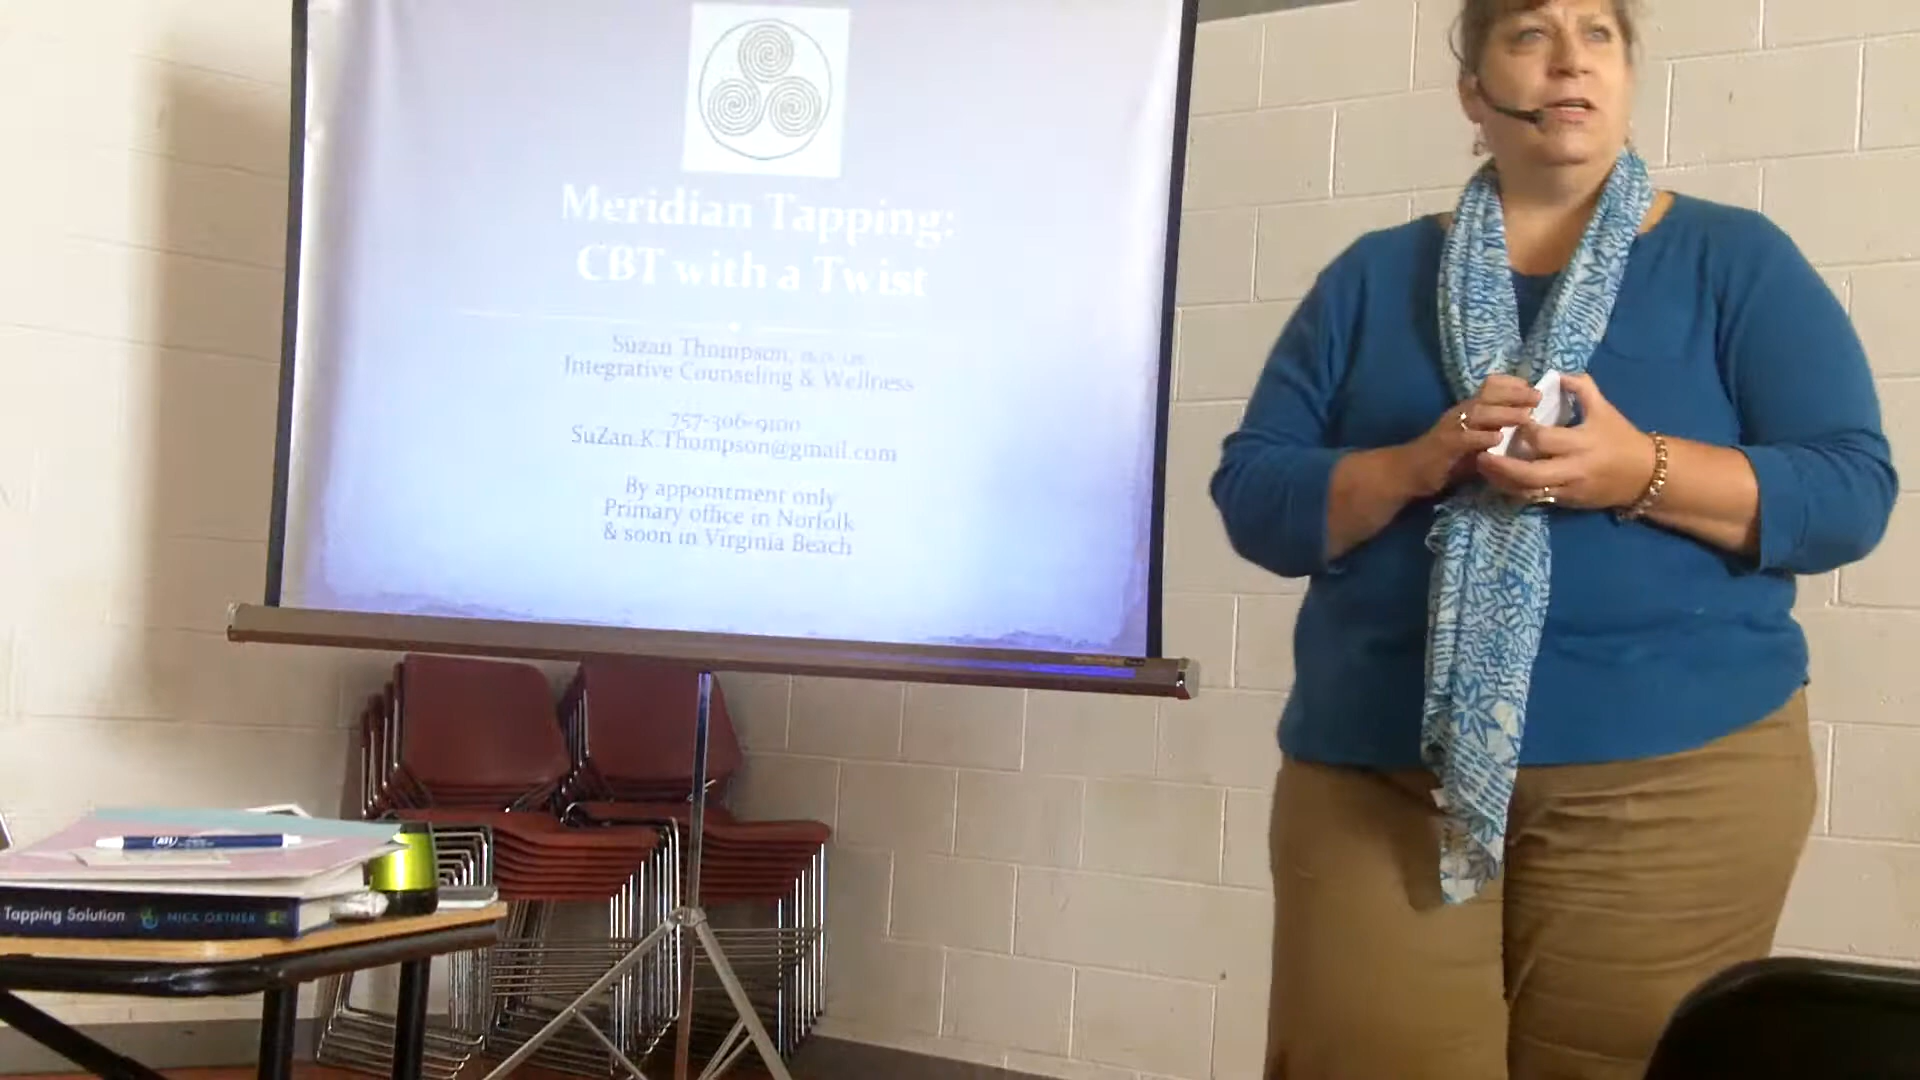 Meridian Tapping:
CBT with a Twist
Suzan Thompson,
Integrative Counseling & Wellness
757-306-9100
SuZan.K.Thompson@gmail.com
By appointment only
Primary office in Norfolk
& soon in Virginia Beach
Tapping Solution NICK ORTNER